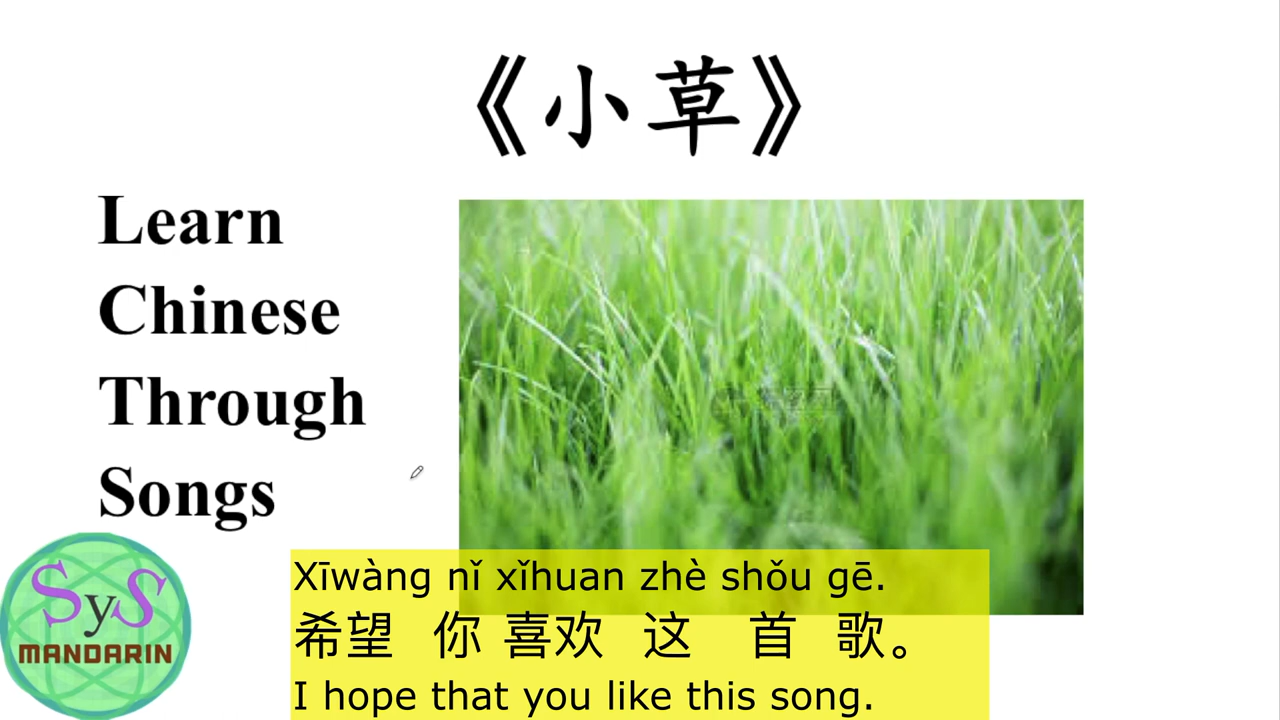 《小草》
Learn
Chinese
Through
Songs
SyS
MANDARIN
Xīwàng nǐ xǐhuan zhè shǒu gē.
希望 你 喜欢 这 首 歌。
I hope that you like this song.